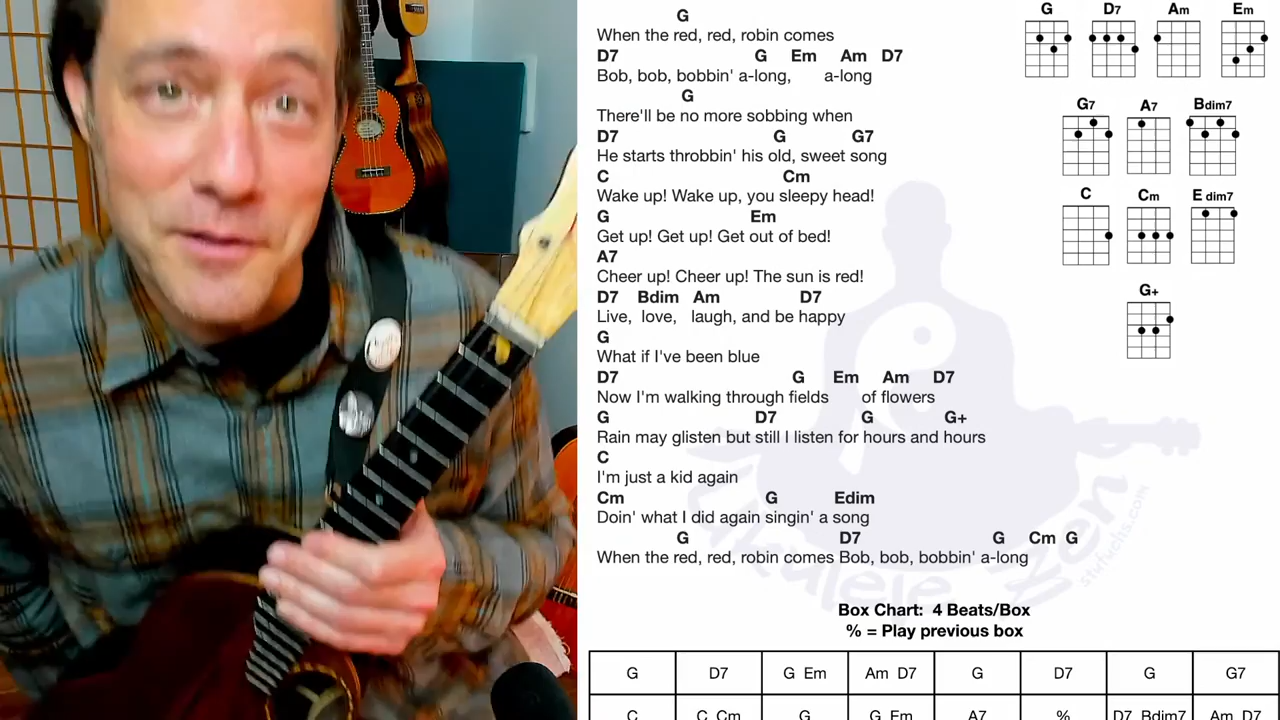 G
When the red, red, robin comes
D7 G Em Am D7
Bob, bob, bobbin' a-long, a-long
G
There'll be no more sobbing when
D7 G G7
He starts throbbin' his old, sweet song
C Cm
Wake up! Wake up, you sleepy head!
G Em
Get up! Get up! Get out of bed!
A7
Cheer up! Cheer up! The sun is red!
D7 Bdim Am D7
Live, love, laugh, and be happy
G
What if I've been blue
D7 G Em Am D7
Now I'm walking through fields of flowers
G D7 G G+
Rain may glisten but still I listen for hours and hours
C
I'm just a kid again
Cm G Edim
Doin' what I did again singin' a song
G D7 G Cm G
When the red, red, robin comes Bob, bob, bobbin' a-long
G D7 Am Em
G7 A7 Bdim7
C Cm E dim7
G+
Ukulele Zen
stufuchs.com
Box Chart: 4 Beats/Box
% = Play previous box
G D7 G Em Am D7 G D7 G G7
C C Cm G G Em A7 % D7 Bdim7 Am D7